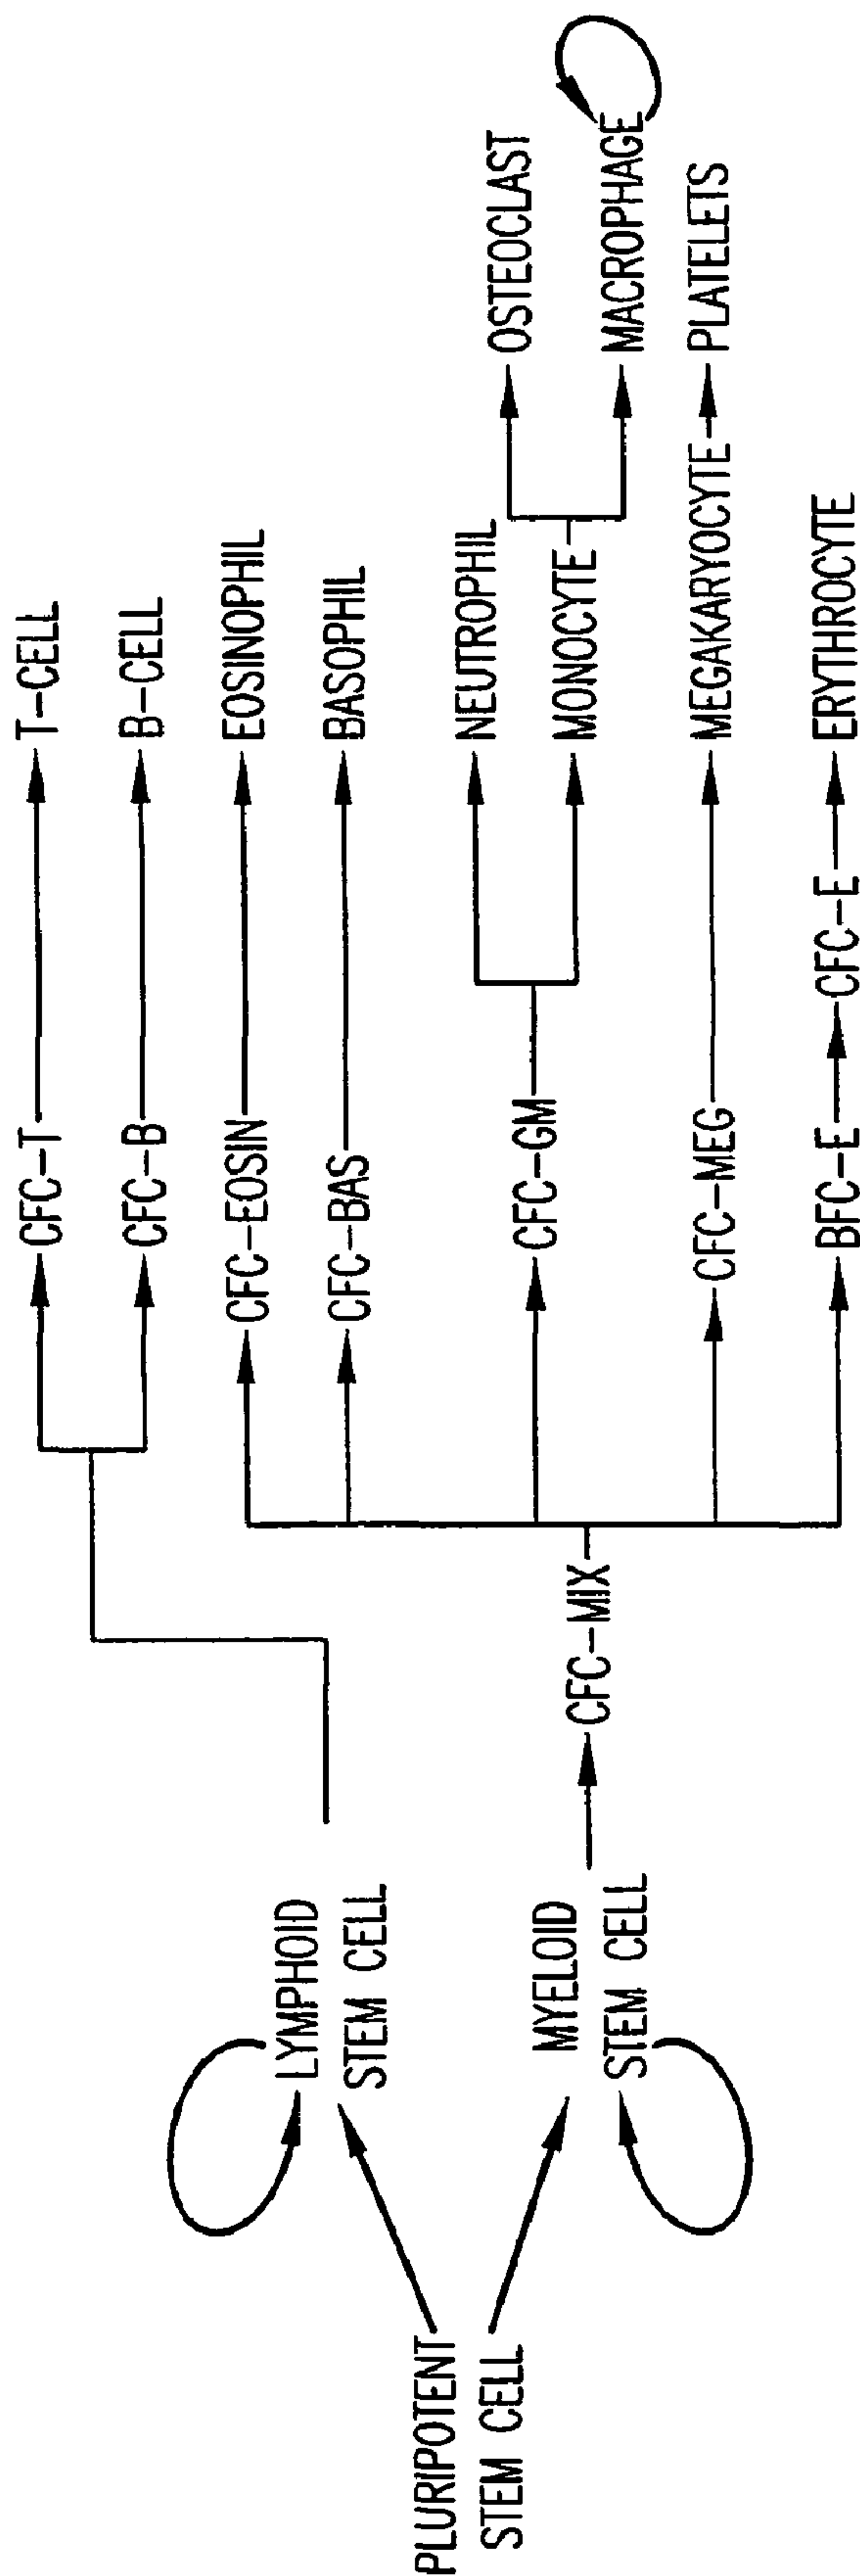 PLURIPOTENT
STEM CELL
LYMPHOID
STEM CELL
MYELOID
STEM CELL
CFC-MIX
CFC-T
T-CELL
CFC-B
B-CELL
CFC-EOSIN
EOSINOPHIL
CFC-BAS
BASOPHIL
CFC-GM
NEUTROPHIL
MONOCYTE
OSTEOCLAST
MACROPHAGE
CFC-MEG
MEGAKARYOCYTE
PLATELETS
BFC-E
CFC-E
ERYTHROCYTE